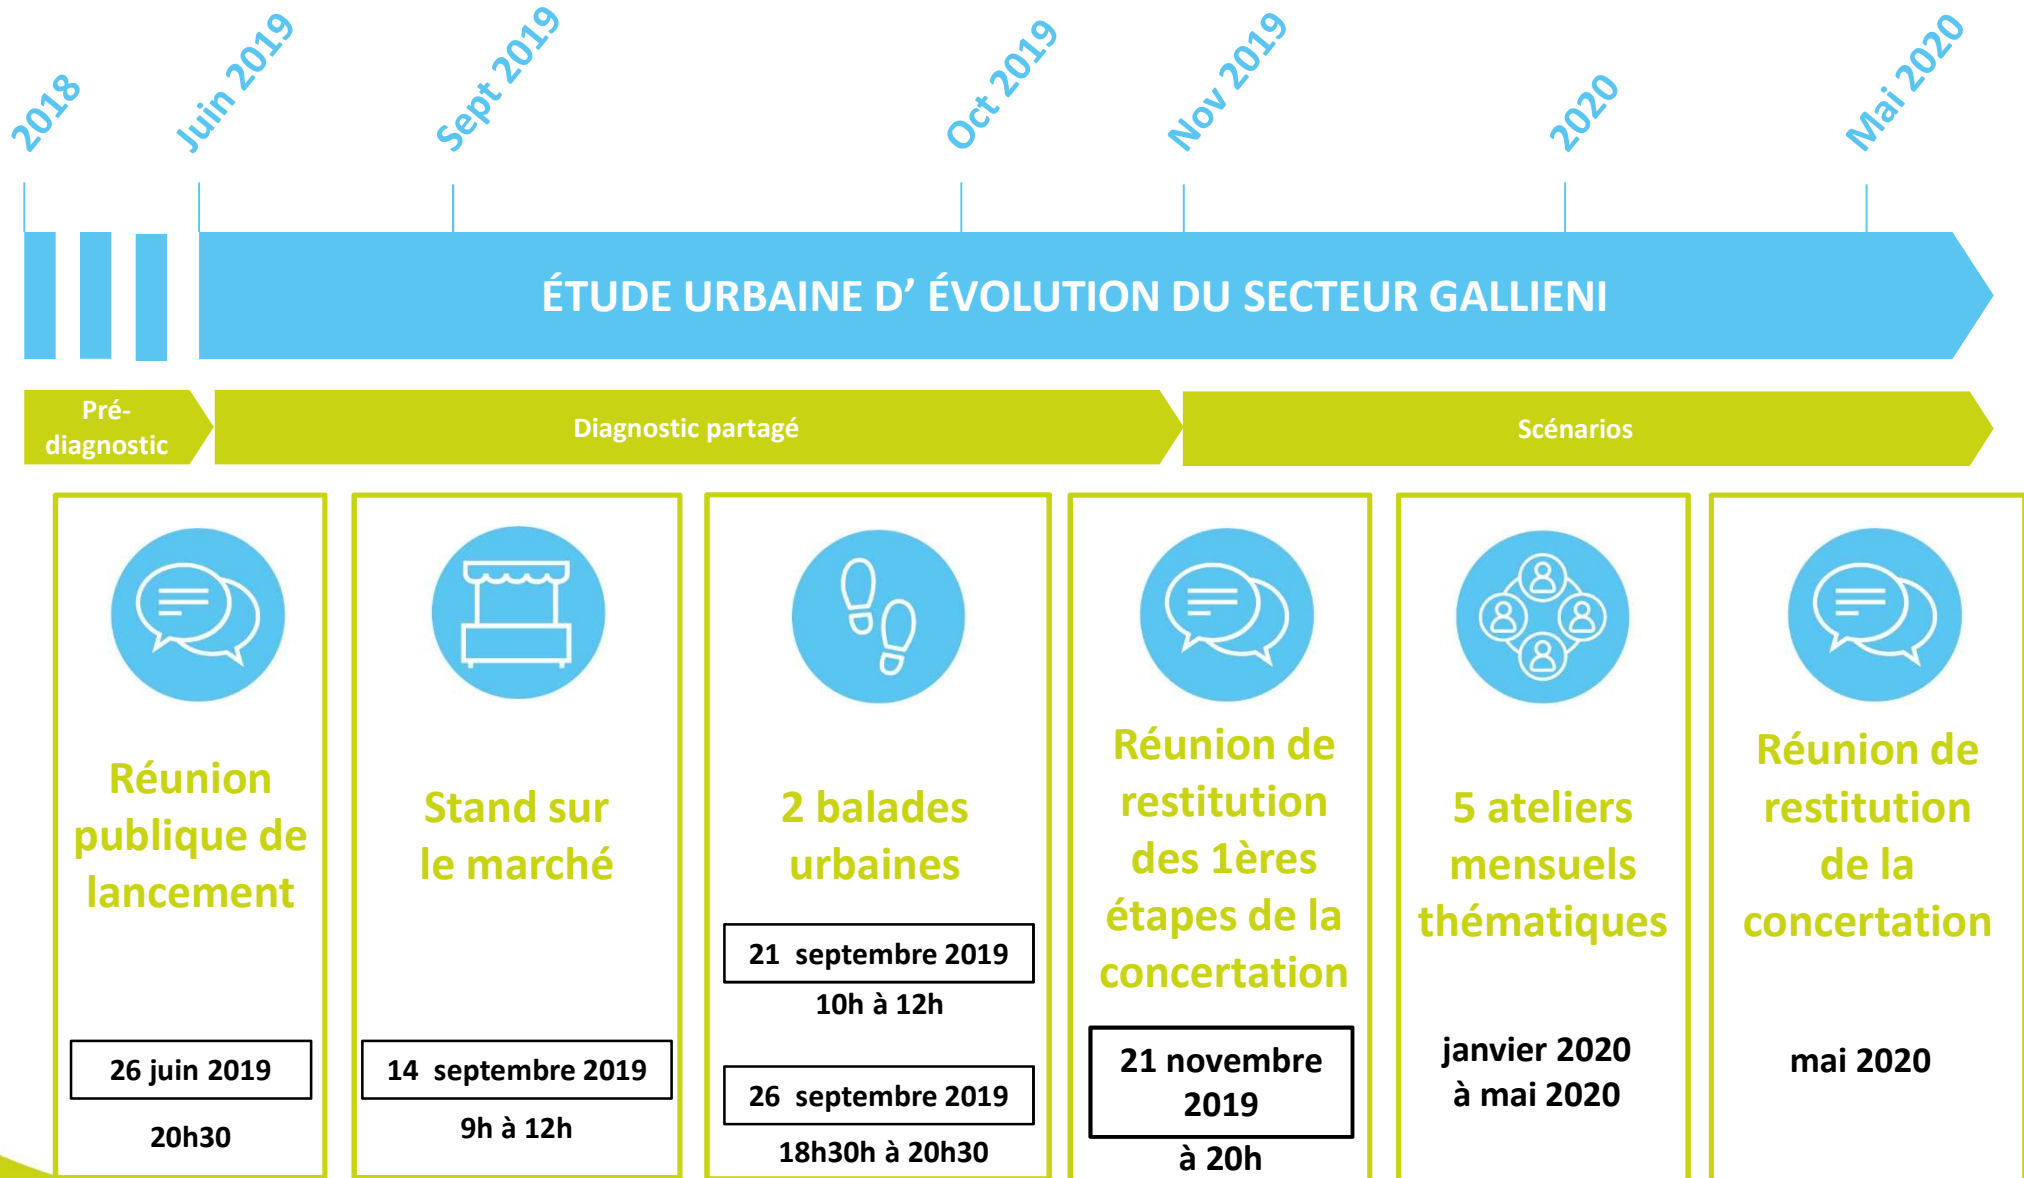 2018
Juin 2019
Sept 2019
Oct 2019
Nov 2019
2020
Mai 2020
ÉTUDE URBAINE D’ ÉVOLUTION DU SECTEUR GALLIENI
Pré-
diagnostic
Diagnostic partagé
Scénarios
Réunion
publique de
lancement
26 juin 2019
20h30
Stand sur
le marché
14 septembre 2019
9h à 12h
2 balades
urbaines
21 septembre 2019
10h à 12h
26 septembre 2019
18h30h à 20h30
Réunion de
restitution
des 1ères
étapes de la
concertation
21 novembre
2019
à 20h
5 ateliers
mensuels
thématiques
janvier 2020
à mai 2020
Réunion de
restitution
de la
concertation
mai 2020